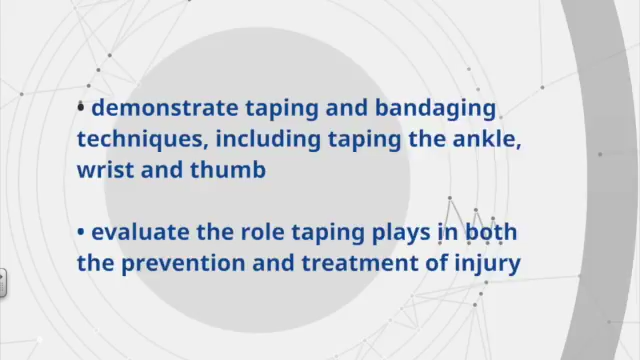 • demonstrate taping and bandaging
techniques, including taping the ankle,
wrist and thumb
• evaluate the role taping plays in both
the prevention and treatment of injury